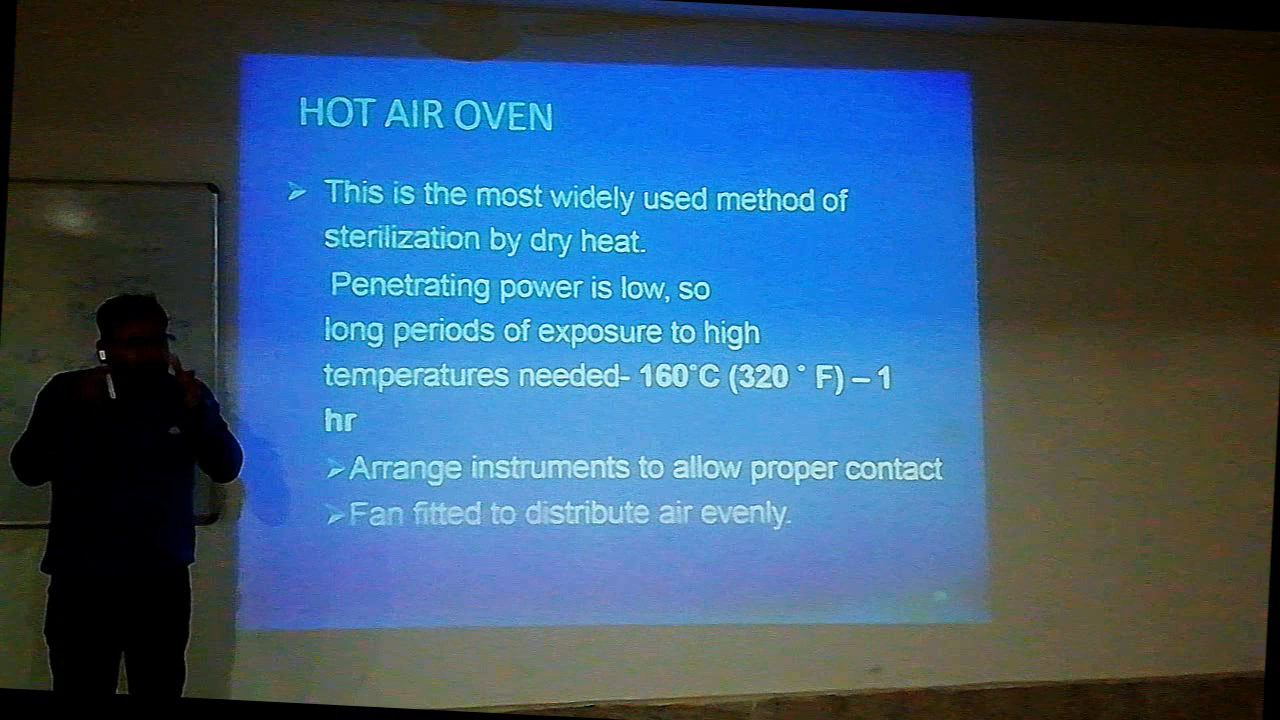 HOT AIR OVEN
➢ This is the most widely used method of
sterilization by dry heat.
Penetrating power is low, so
long periods of exposure to high
temperatures needed- 160°C (320 ° F) – 1
hr
➢Arrange instruments to allow proper contact
➢Fan fitted to distribute air evenly.